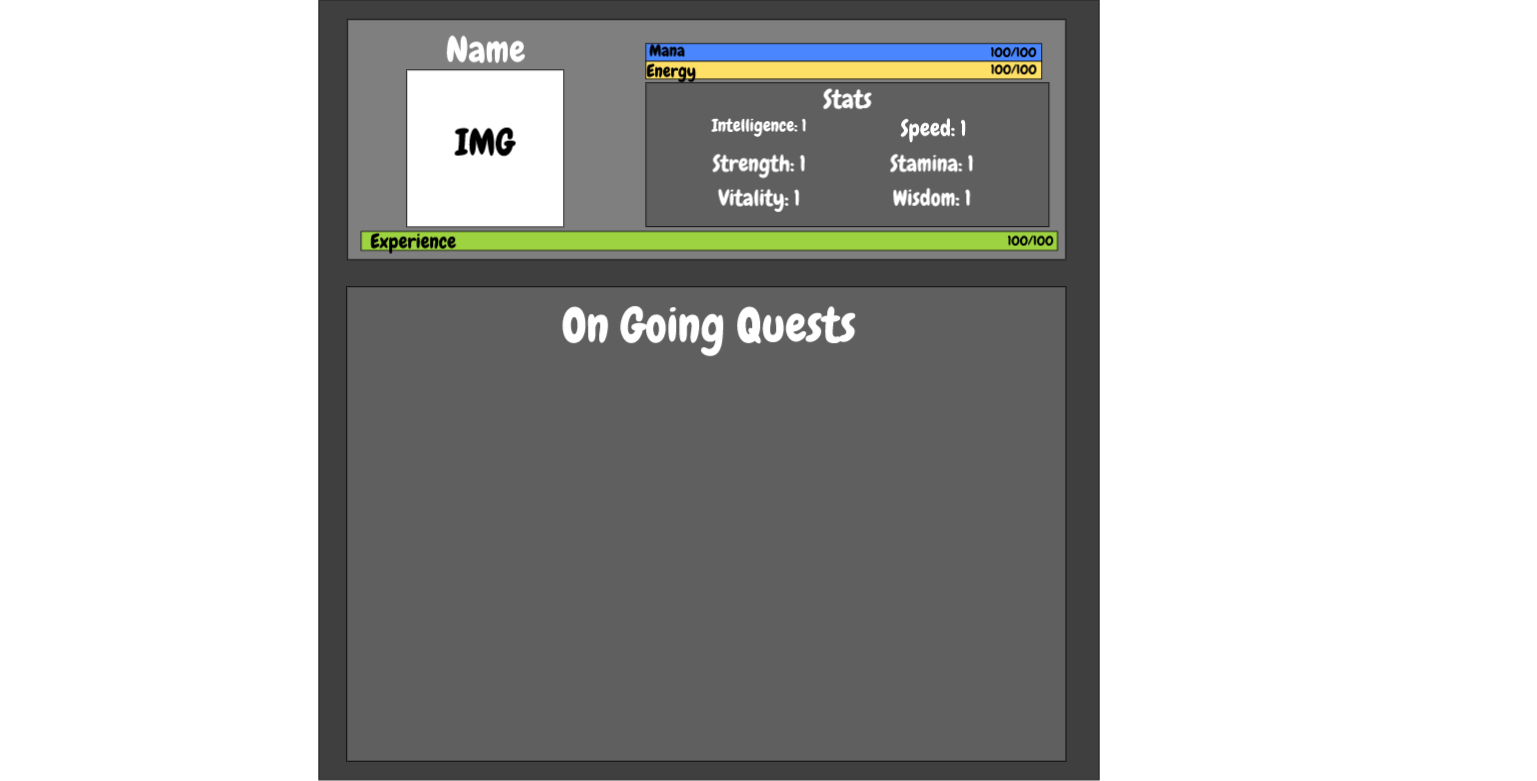 Name
IMG
Mana 100/100
Energy 100/100
Stats
Intelligence: 1 Speed: 1
Strength: 1 Stamina: 1
Vitality: 1 Wisdom: 1
Experience 100/100
On Going Quests